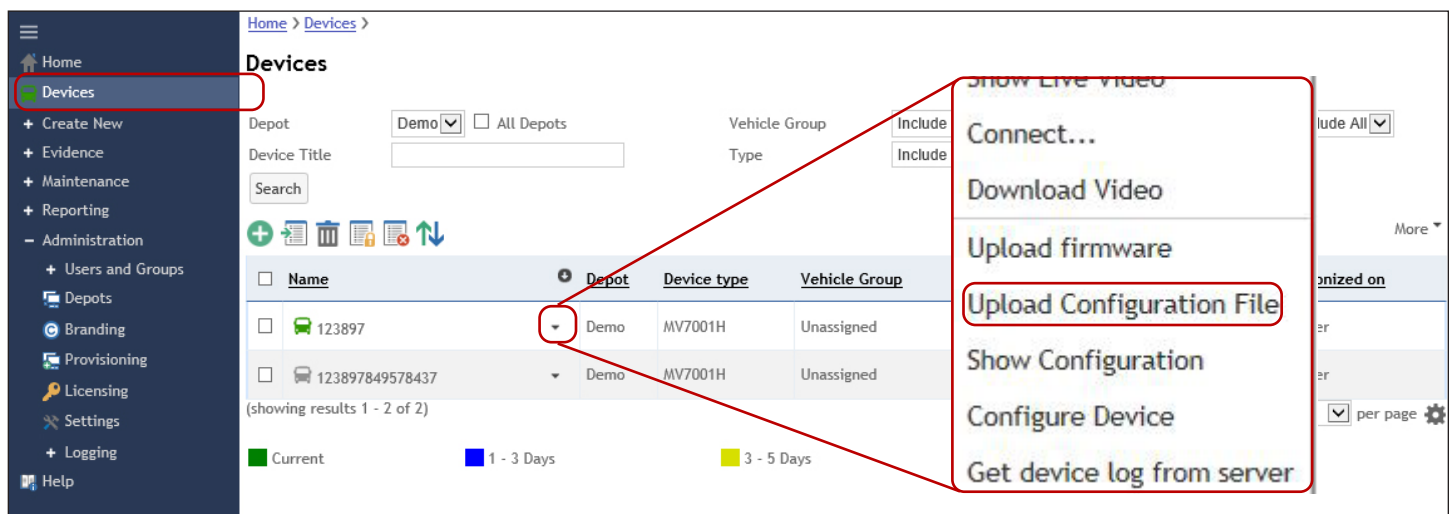 Home > Devices >
Home
Devices
+ Create New
+ Evidence
+ Maintenance
+ Reporting
− Administration
+ Users and Groups
Depots
Branding
Provisioning
Licensing
Settings
+ Logging
Help
Devices
Depot Demo All Depots Vehicle Group Include lude All
Device Title Type Include
Search
More
Name Depot Device type Vehicle Group onized on
123897 Demo MV7001H Unassigned er
123897849578437 Demo MV7001H Unassigned er
(showing results 1 - 2 of 2) per page
Current 1 - 3 Days 3 - 5 Days
Show Live Video
Connect...
Download Video
Upload firmware
Upload Configuration File
Show Configuration
Configure Device
Get device log from server